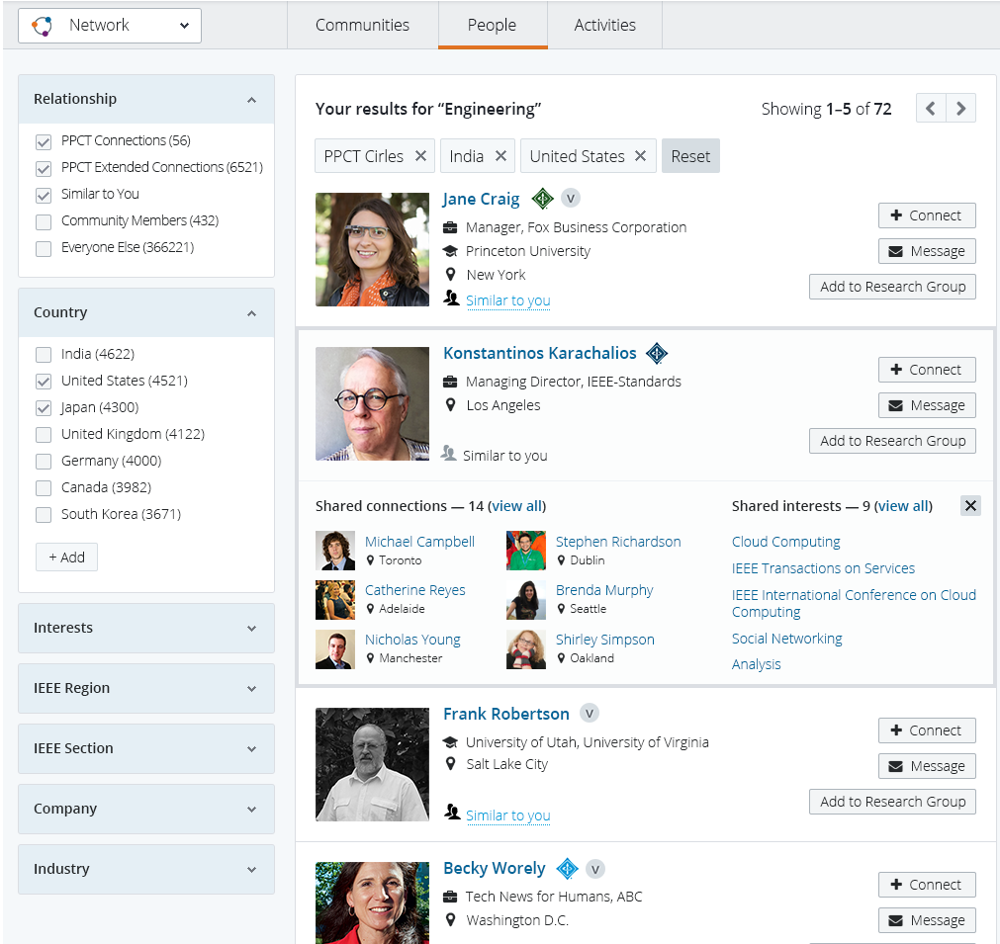 Network
Communities
People
Activities
Relationship
PPCT Connections (56)
PPCT Extended Connections (6521)
Similar to You
Community Members (432)
Everyone Else (366221)
Country
India (4622)
United States (4521)
Japan (4300)
United Kingdom (4122)
Germany (4000)
Canada (3982)
South Korea (3671)
+ Add
Interests
IEEE Region
IEEE Section
Company
Industry
Your results for “Engineering”
Showing 1–5 of 72
PPCT Cirles ✕
India ✕
United States ✕
Reset
Jane Craig V
Manager, Fox Business Corporation
Princeton University
New York
Similar to you
Connect
Message
Add to Research Group
Konstantinos Karachalios
Managing Director, IEEE-Standards
Los Angeles
Similar to you
Connect
Message
Add to Research Group
Shared connections — 14 (view all)
Michael Campbell
Toronto
Stephen Richardson
Dublin
Catherine Reyes
Adelaide
Brenda Murphy
Seattle
Nicholas Young
Manchester
Shirley Simpson
Oakland
Shared interests — 9 (view all)
Cloud Computing
IEEE Transactions on Services
IEEE International Conference on Cloud
Computing
Social Networking
Analysis
Frank Robertson V
University of Utah, University of Virginia
Salt Lake City
Similar to you
Connect
Message
Add to Research Group
Becky Worely V
Tech News for Humans, ABC
Washington D.C.
Connect
Message